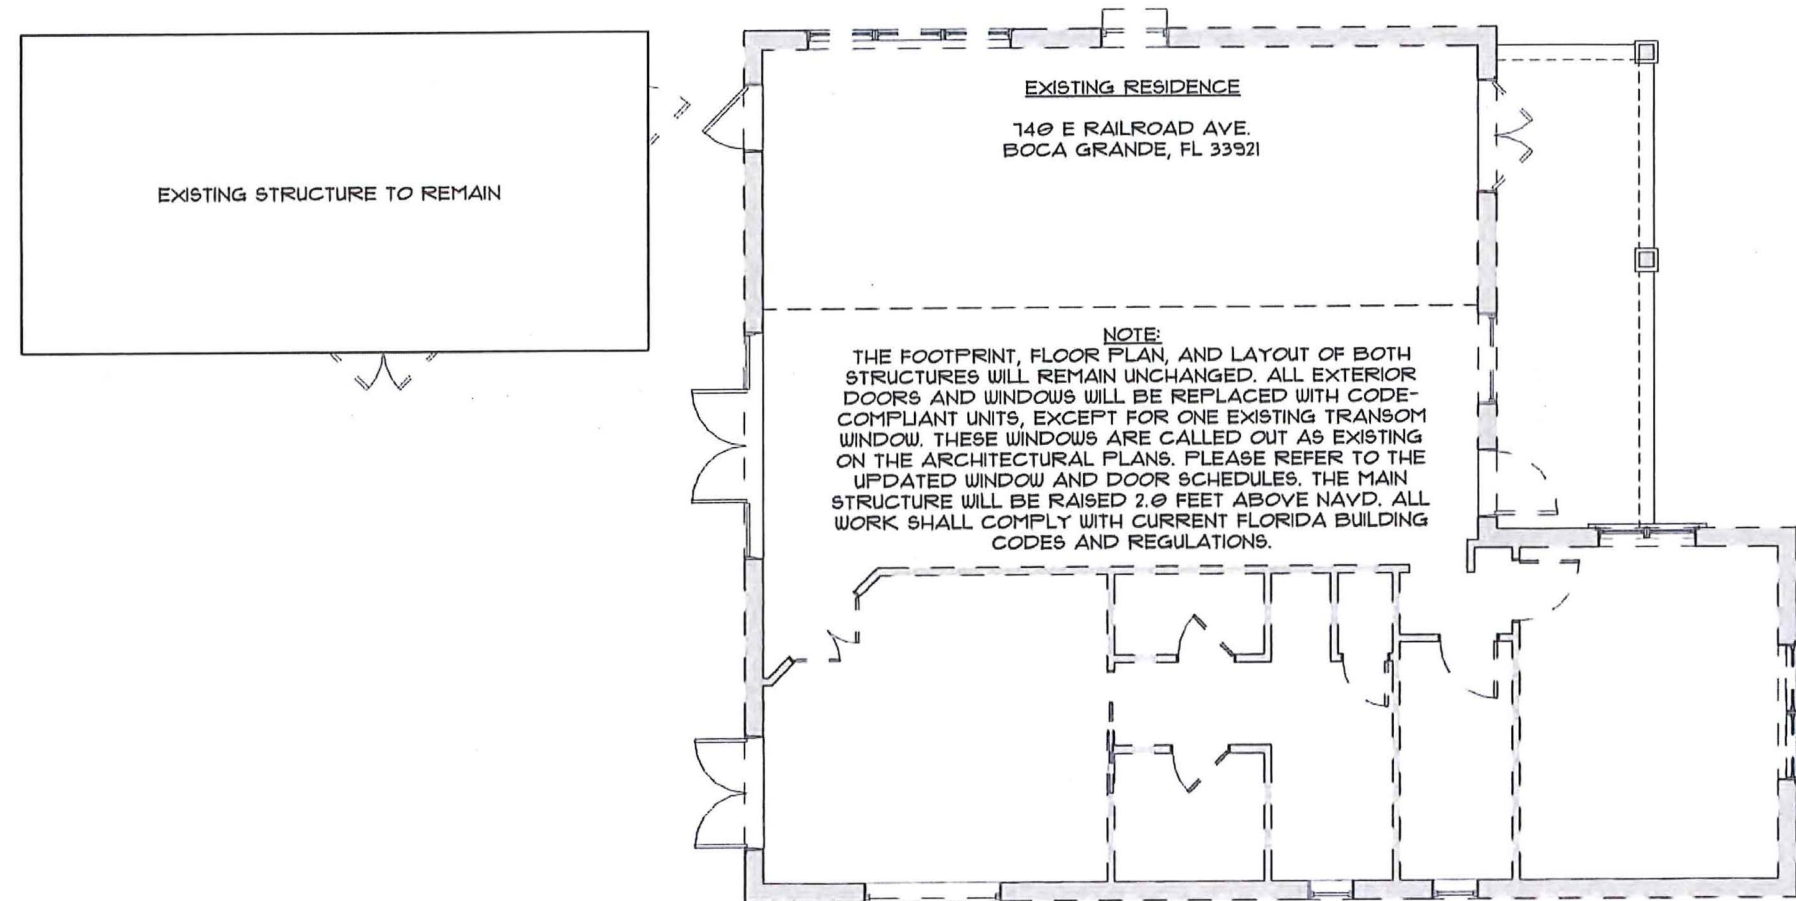 EXISTING STRUCTURE TO REMAIN
EXISTING RESIDENCE
740 E RAILROAD AVE.
BOCA GRANDE, FL 33921
NOTE:
THE FOOTPRINT, FLOOR PLAN, AND LAYOUT OF BOTH
STRUCTURES WILL REMAIN UNCHANGED. ALL EXTERIOR
DOORS AND WINDOWS WILL BE REPLACED WITH CODE-
COMPLIANT UNITS, EXCEPT FOR ONE EXISTING TRANSOM
WINDOW. THESE WINDOWS ARE CALLED OUT AS EXISTING
ON THE ARCHITECTURAL PLANS. PLEASE REFER TO THE
UPDATED WINDOW AND DOOR SCHEDULES. THE MAIN
STRUCTURE WILL BE RAISED 2.0 FEET ABOVE NAVD. ALL
WORK SHALL COMPLY WITH CURRENT FLORIDA BUILDING
CODES AND REGULATIONS.